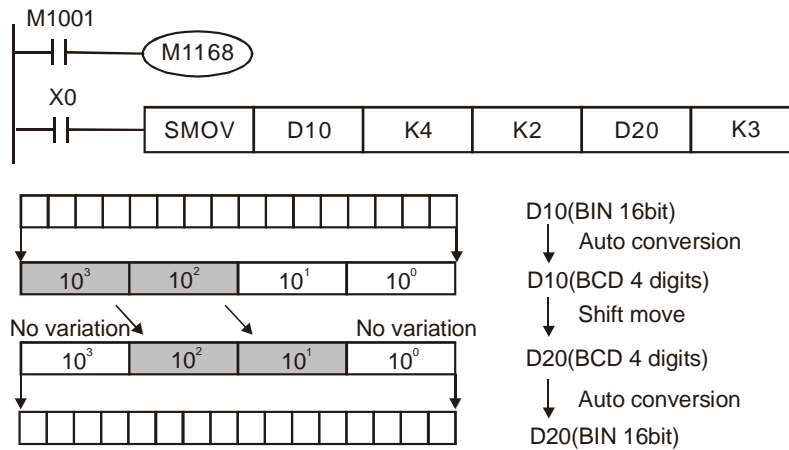 M1001
M1168
X0
SMOV D10 K4 K2 D20 K3
D10(BIN 16bit)
Auto conversion
10³ 10² 10¹ 10⁰
D10(BCD 4 digits)
Shift move
No variation No variation
10³ 10² 10¹ 10⁰
D20(BCD 4 digits)
Auto conversion
D20(BIN 16bit)